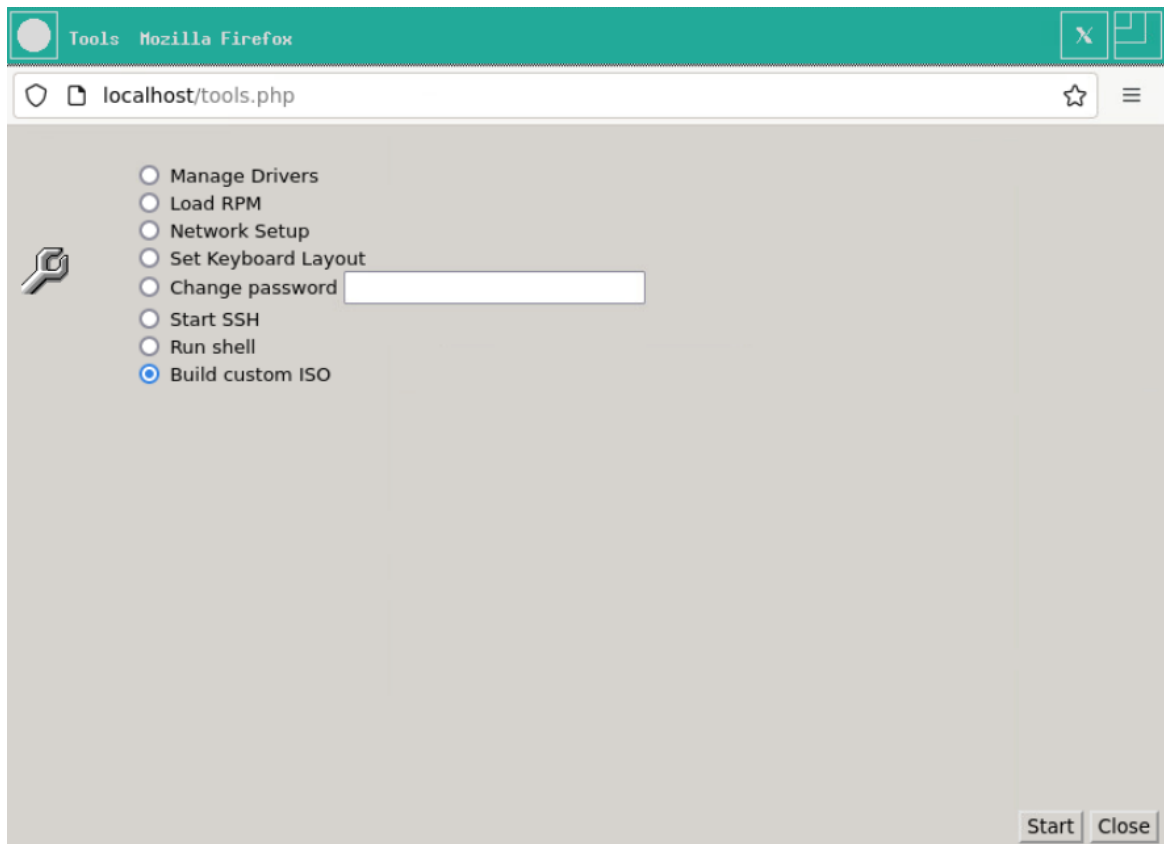 Tools Mozilla Firefox X
localhost/tools.php
Manage Drivers
Load RPM
Network Setup
Set Keyboard Layout
Change password
Start SSH
Run shell
Build custom ISO
Start Close